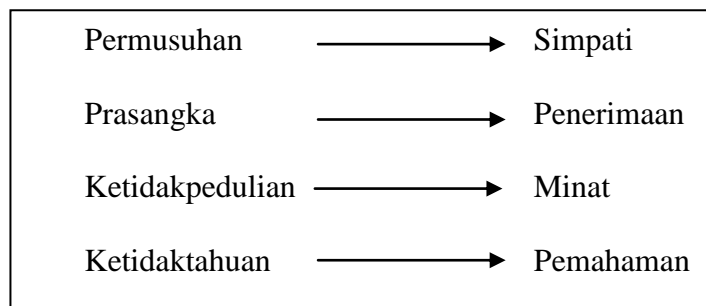 Permusuhan Simpati
Prasangka Penerimaan
Ketidakpedulian Minat
Ketidaktahuan Pemahaman